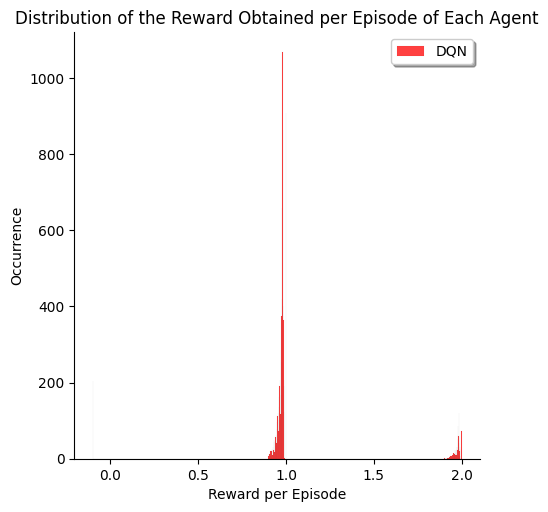 Distribution of the Reward Obtained per Episode of Each Agent
DQN
1000
800
600
400
200
0
Occurrence
0.0 0.5 1.0 1.5 2.0
Reward per Episode